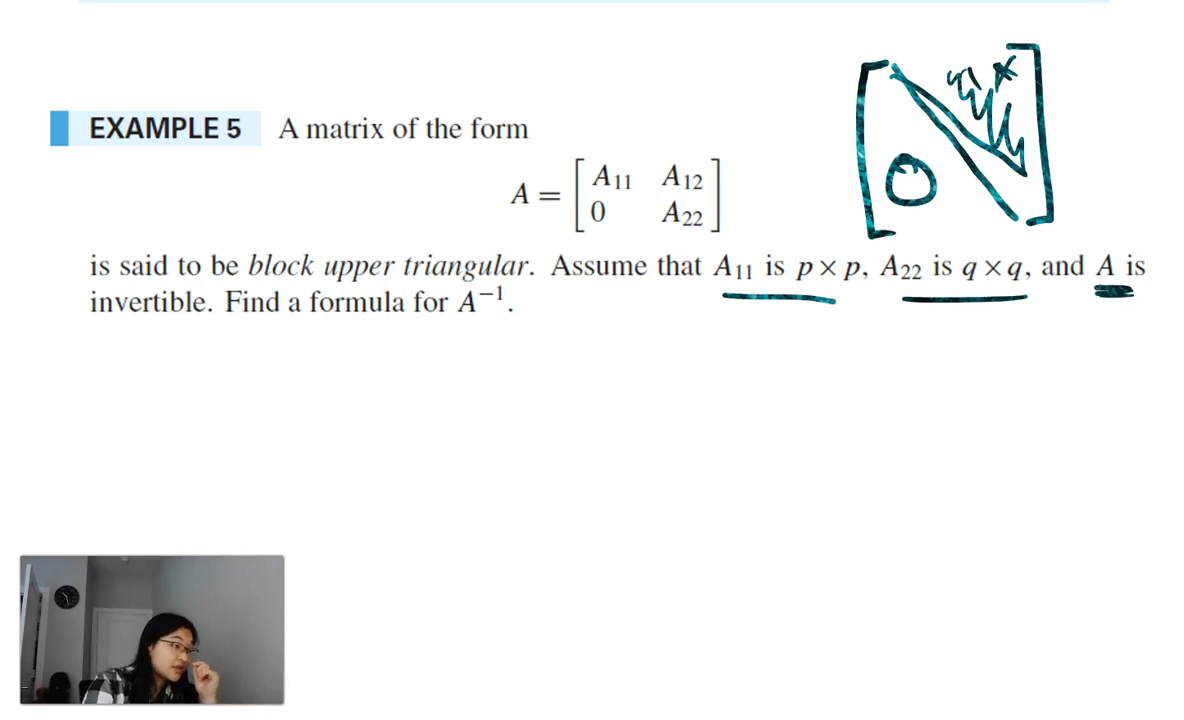 EXAMPLE 5 A matrix of the form
A = [ A₁₁ A₁₂
0 A₂₂ ]
is said to be block upper triangular. Assume that A₁₁ is p × p, A₂₂ is q × q, and A is
invertible. Find a formula for A⁻¹.